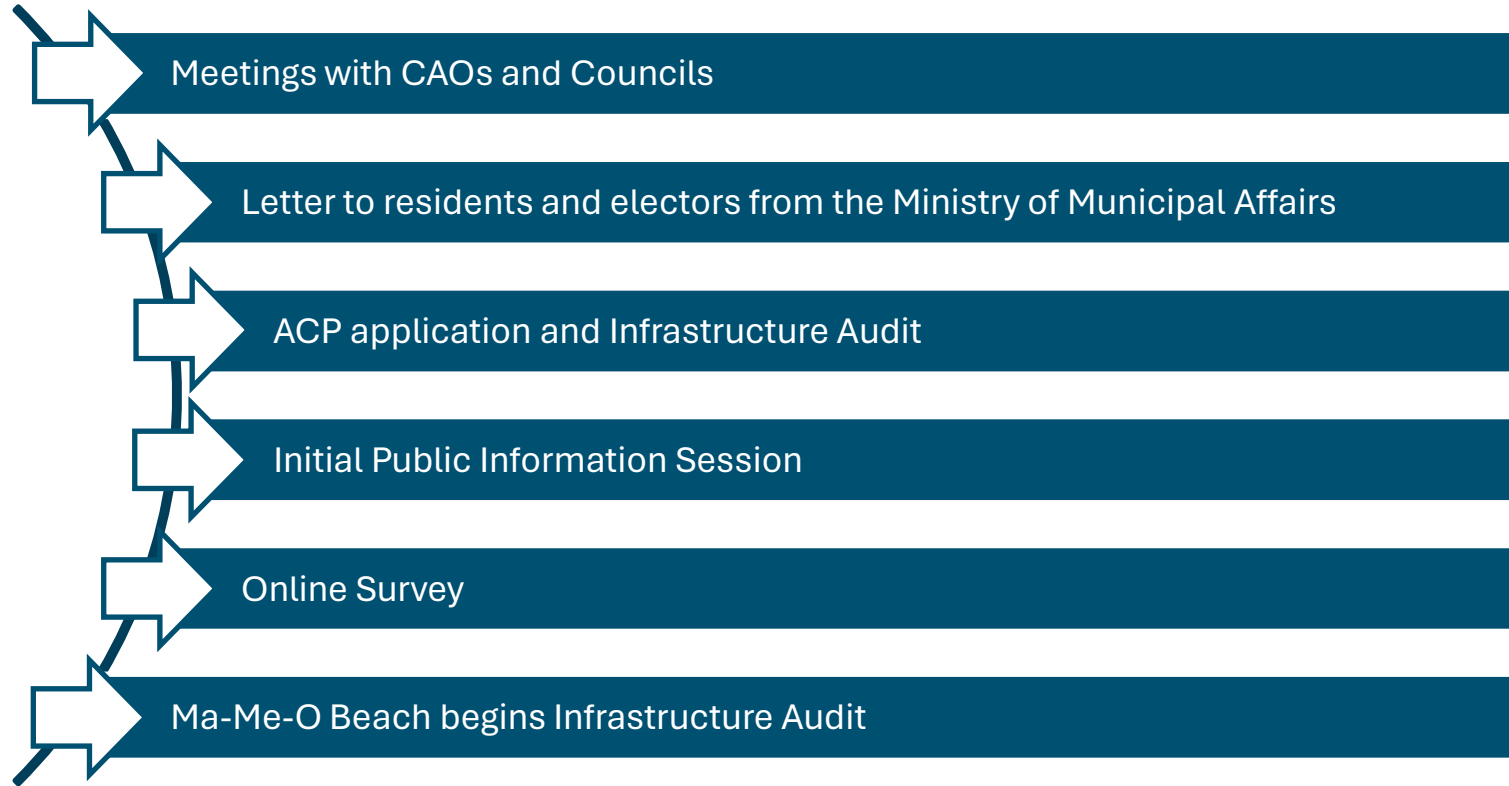 Meetings with CAOs and Councils
Letter to residents and electors from the Ministry of Municipal Affairs
ACP application and Infrastructure Audit
Initial Public Information Session
Online Survey
Ma-Me-O Beach begins Infrastructure Audit